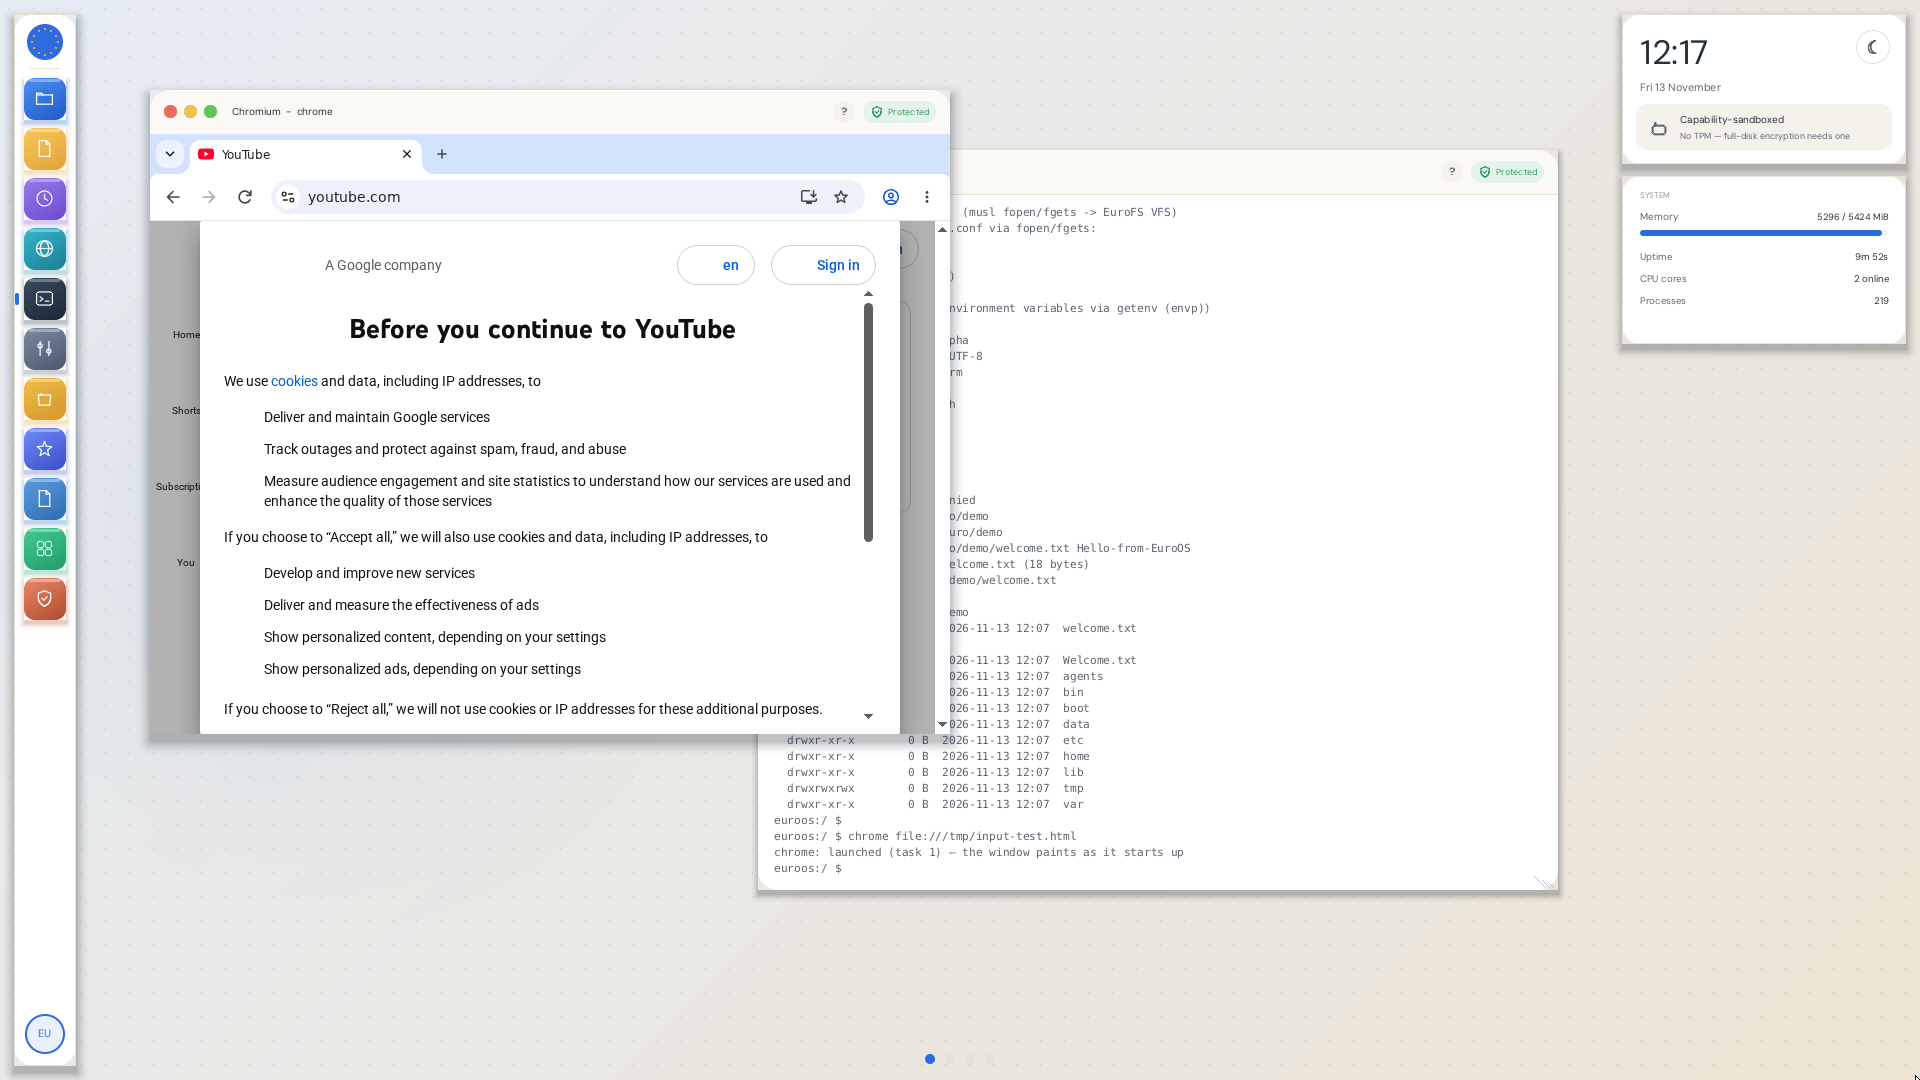 Chromium - chrome
?
Protected
YouTube
youtube.com
A Google company
en
Sign in
Before you continue to YouTube
We use cookies and data, including IP addresses, to
Deliver and maintain Google services
Track outages and protect against spam, fraud, and abuse
Measure audience engagement and site statistics to understand how our services are used and
enhance the quality of those services
If you choose to “Accept all,” we will also use cookies and data, including IP addresses, to
Develop and improve new services
Deliver and measure the effectiveness of ads
Show personalized content, depending on your settings
Show personalized ads, depending on your settings
If you choose to “Reject all,” we will not use cookies or IP addresses for these additional purposes.
Home
Shorts
Subscripti
You
?
Protected
(musl fopen/fgets -> EuroFS VFS)
.conf via fopen/fgets:
)
nvironment variables via getenv (envp))
pha
UTF-8
rm
h
nied
o/demo
uro/demo
o/demo/welcome.txt Hello-from-EuroOS
elcome.txt (18 bytes)
demo/welcome.txt
emo
026-11-13 12:07 welcome.txt
026-11-13 12:07 Welcome.txt
026-11-13 12:07 agents
026-11-13 12:07 bin
026-11-13 12:07 boot
026-11-13 12:07 data
drwxr-xr-x 0 B 2026-11-13 12:07 etc
drwxr-xr-x 0 B 2026-11-13 12:07 home
drwxr-xr-x 0 B 2026-11-13 12:07 lib
drwxrwxrwx 0 B 2026-11-13 12:07 tmp
drwxr-xr-x 0 B 2026-11-13 12:07 var
euroos:/ $
euroos:/ $ chrome file:///tmp/input-test.html
chrome: launched (task 1) — the window paints as it starts up
euroos:/ $
12:17
Fri 13 November
Capability-sandboxed
No TPM — full-disk encryption needs one
SYSTEM
Memory 5296 / 5424 MiB
Uptime 9m 52s
CPU cores 2 online
Processes 219
EU